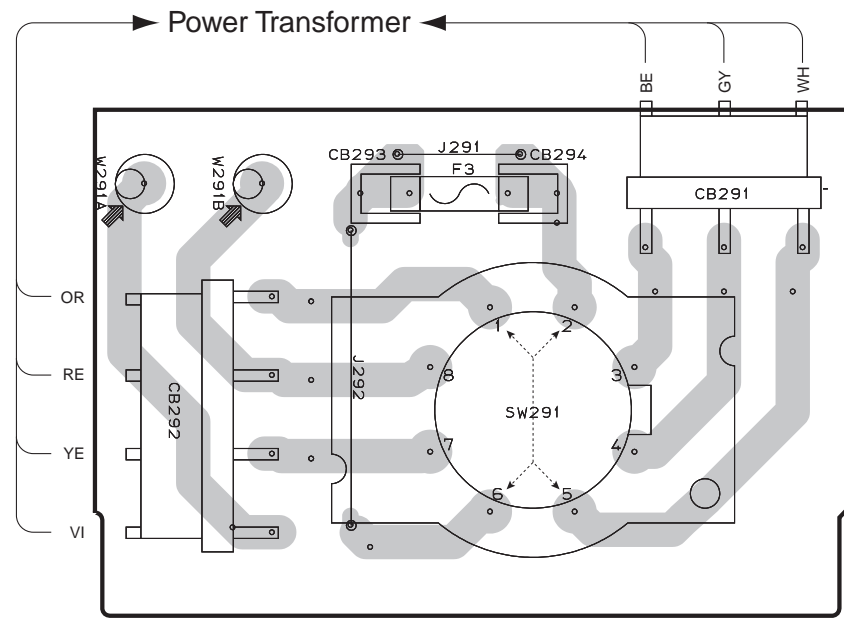 Power Transformer
BE
GY
WH
W291A
W291B
CB293
J291
CB294
F3
CB291
OR
1
2
RE
8
3
J292
CB292
SW291
YE
7
4
6
5
VI